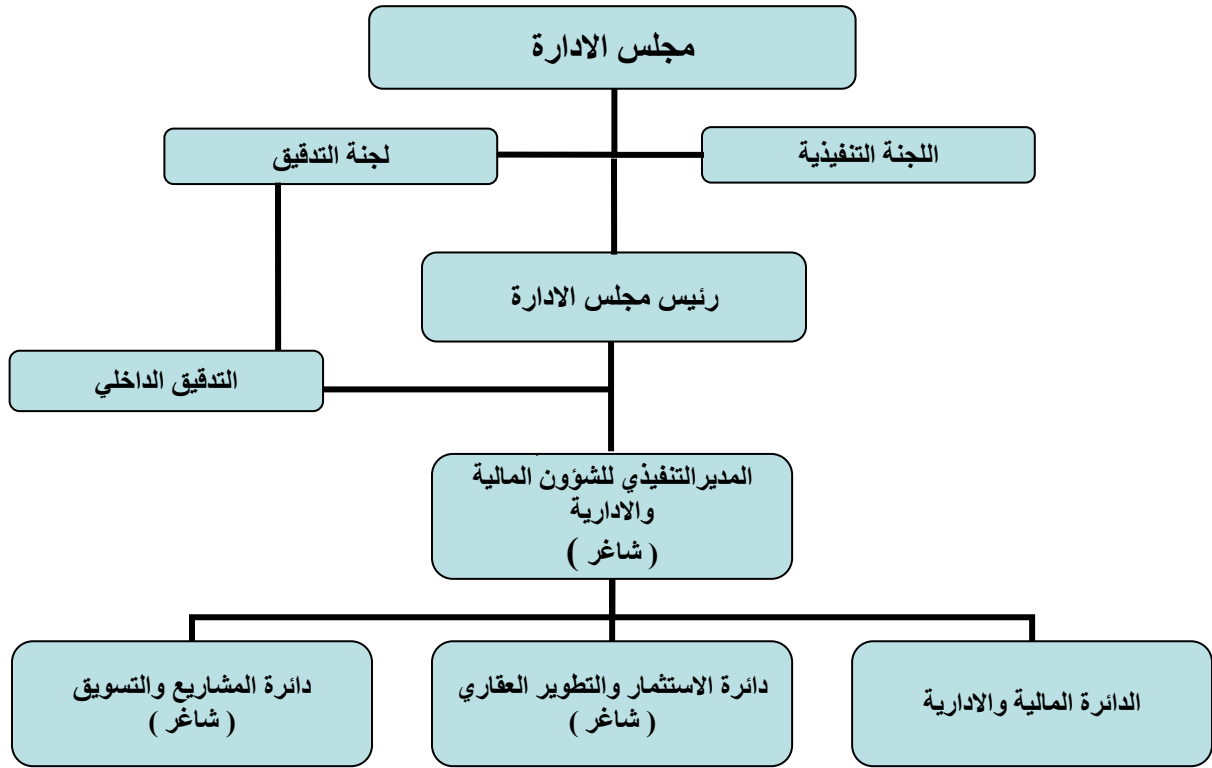 مجلس الادارة
اللجنة التنفيذية
لجنة التدقيق
رئيس مجلس الادارة
التدقيق الداخلي
المديرالتنفيذي للشؤون المالية
والادارية
( شاغر )
الدائرة المالية والادارية
دائرة الاستثمار والتطوير العقاري
( شاغر )
دائرة المشاريع والتسويق
( شاغر )